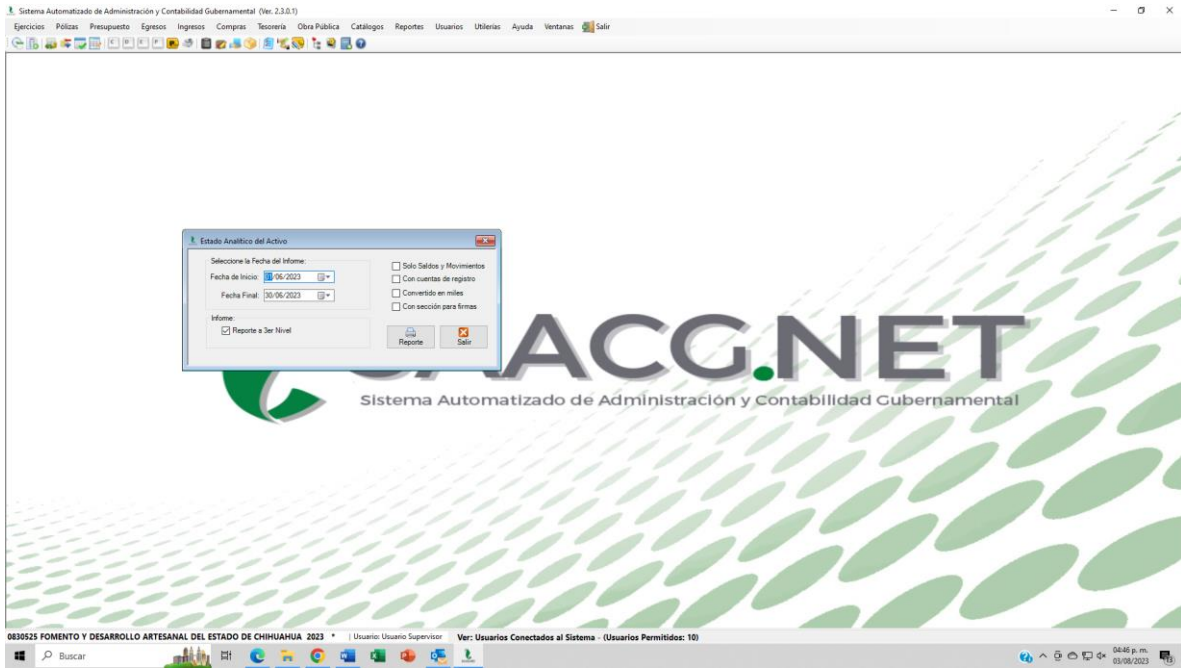 Sistema Automatizado de Administración y Contabilidad Gubernamental (Ver. 2.3.0.1)
Ejercicios Pólizas Presupuesto Egresos Ingresos Compras Tesorería Obra Pública Catálogos Reportes Usuarios Utilerías Ayuda Ventanas Salir
Estado Analítico del Activo
Seleccione la Fecha del Informe:
Fecha de Inicio: 01/06/2023
Fecha Final: 30/06/2023
Solo Saldos y Movimientos
Con cuentas de registro
Convertido en miles
Con sección para firmas
Informe:
Reporte a 3er Nivel
Reporte Salir
SAACG.NET
Sistema Automatizado de Administración y Contabilidad Gubernamental
0830525 FOMENTO Y DESARROLLO ARTESANAL DEL ESTADO DE CHIHUAHUA 2023 * | Usuario: Usuario Supervisor Ver: Usuarios Conectados al Sistema - (Usuarios Permitidos: 10)
Buscar
04:46 p. m.
03/08/2023